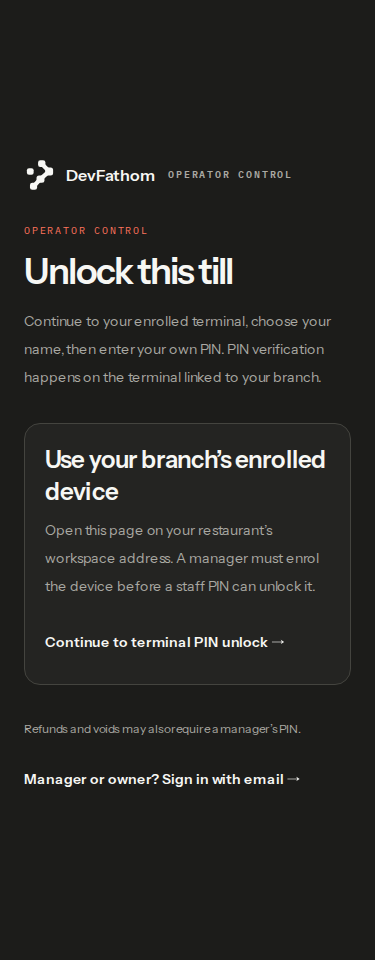 DevFathom OPERATOR CONTROL
OPERATOR CONTROL
Unlock this till
Continue to your enrolled terminal, choose your
name, then enter your own PIN. PIN verification
happens on the terminal linked to your branch.
Use your branch’s enrolled
device
Open this page on your restaurant’s
workspace address. A manager must enrol
the device before a staff PIN can unlock it.
Continue to terminal PIN unlock →
Refunds and voids may also require a manager’s PIN.
Manager or owner? Sign in with email →